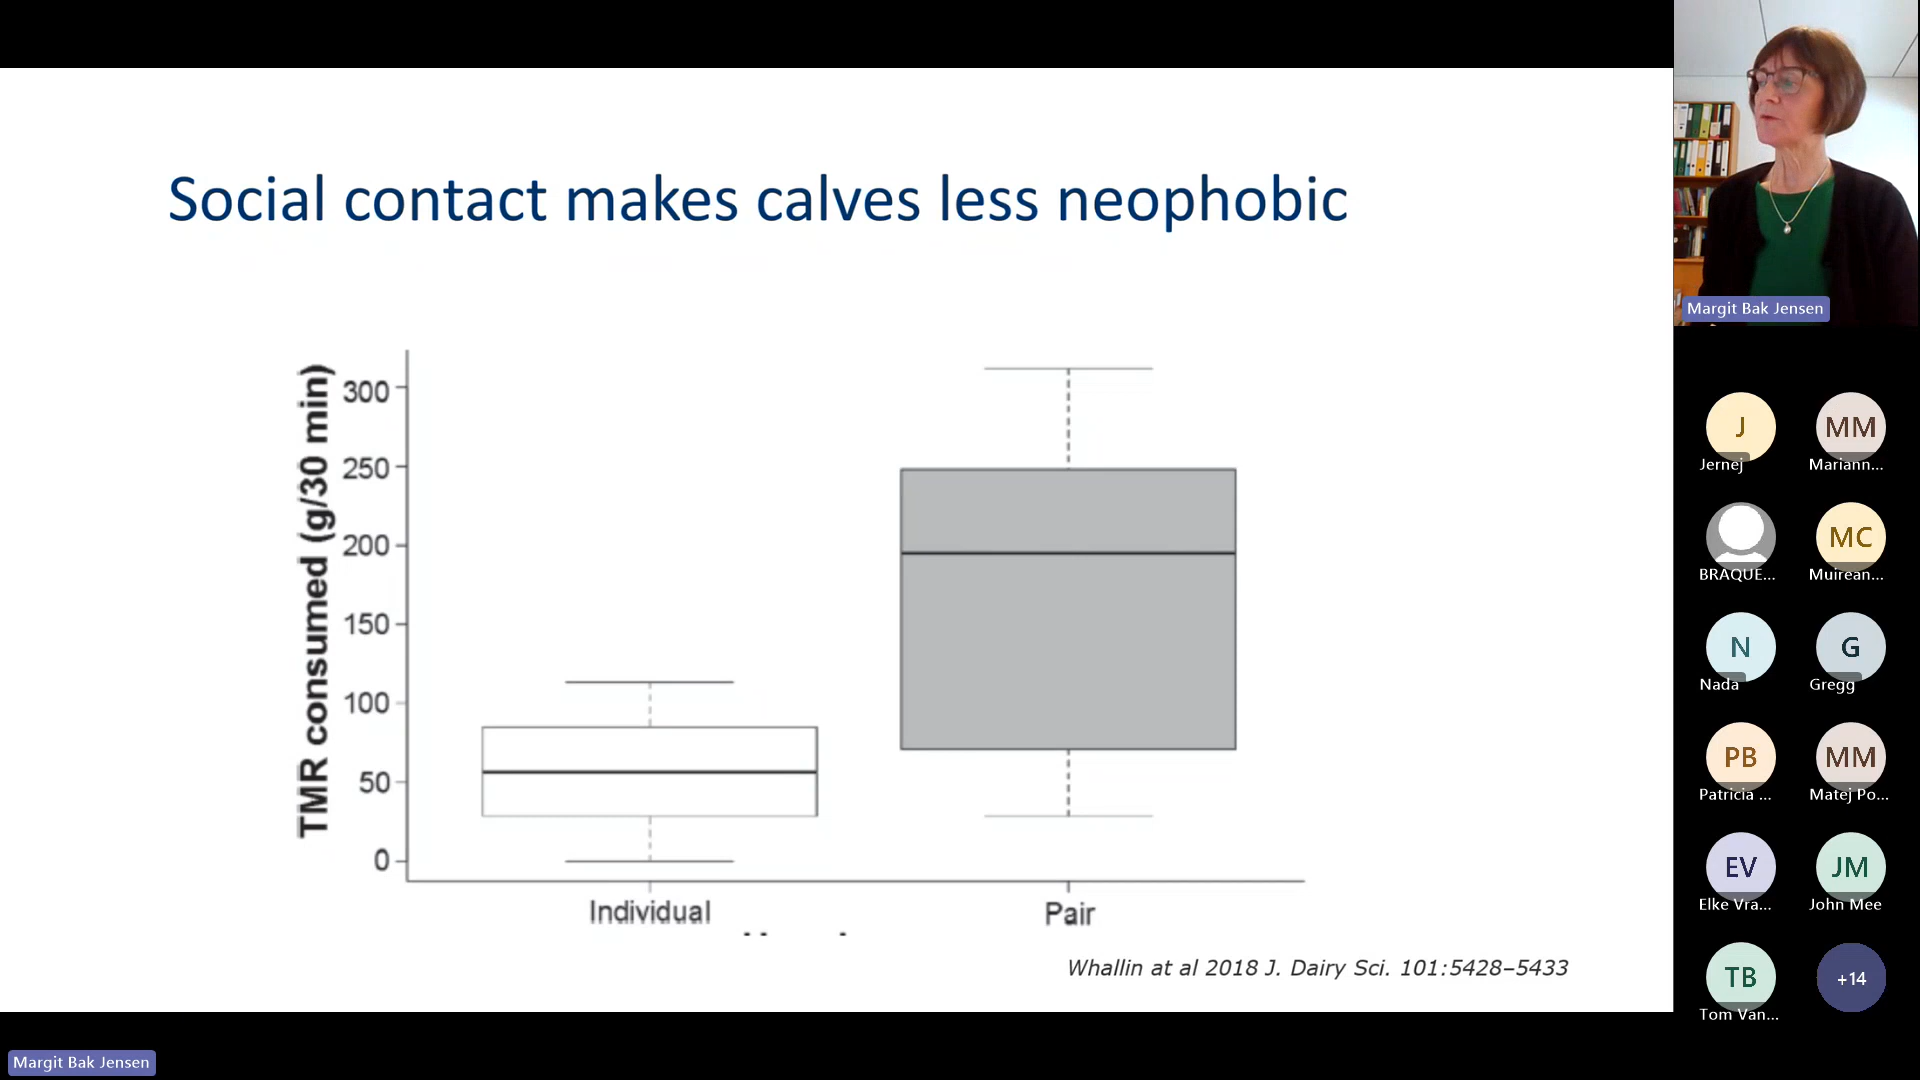 Social contact makes calves less neophobic
TMR consumed (g/30 min)
300
250
200
150
100
50
0
Individual
Pair
Whallin at al 2018 J. Dairy Sci. 101:5428–5433
Margit Bak Jensen
J
MM
Jernej
Mariann...
MC
BRAQUE...
Muirean...
N
G
Nada
Gregg
PB
MM
Patricia ...
Matej Po...
EV
JM
Elke Vra...
John Mee
TB
+14
Tom Van...
Margit Bak Jensen